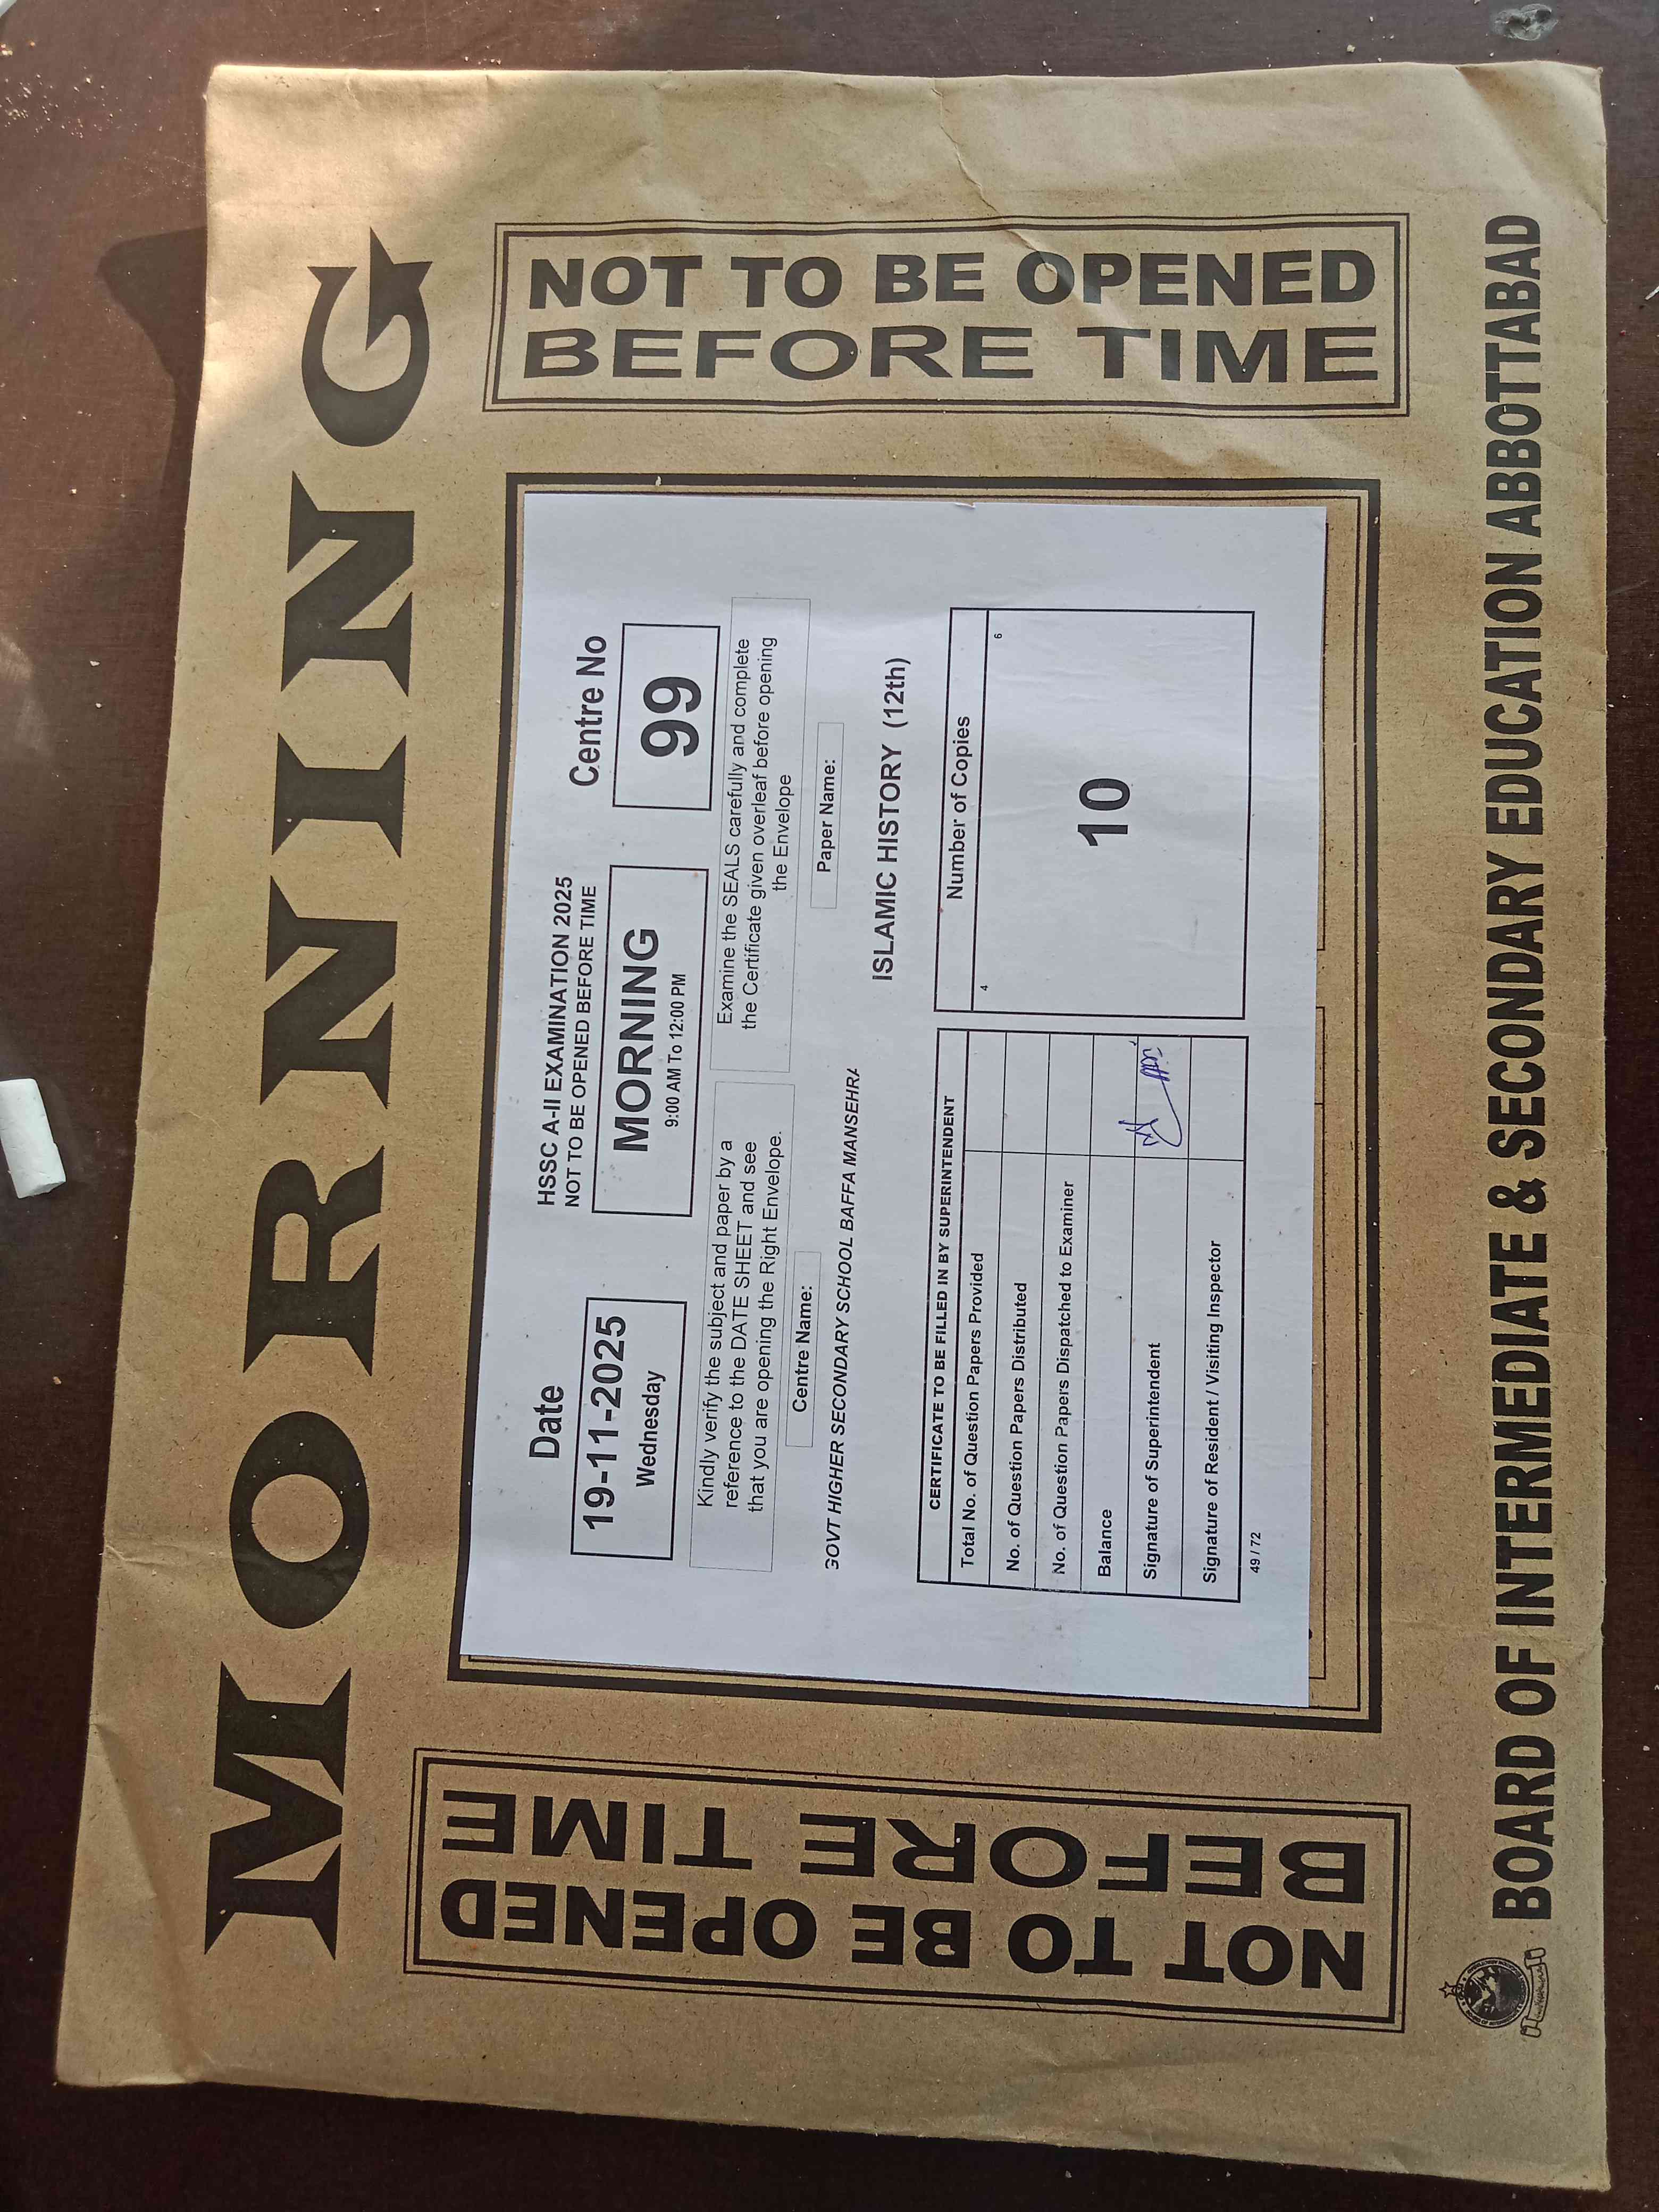 MORNING
NOT TO BE OPENED
BEFORE TIME
NOT TO BE OPENED
BEFORE TIME
HSSC A-II EXAMINATION 2025
NOT TO BE OPENED BEFORE TIME
Date
19-11-2025
Wednesday
MORNING
9:00 AM To 12:00 PM
Centre No
99
Kindly verify the subject and paper by a
reference to the DATE SHEET and see
that you are opening the Right Envelope.
Examine the SEALS carefully and complete
the Certificate given overleaf before opening
the Envelope
Centre Name:
GOVT HIGHER SECONDARY SCHOOL BAFFA MANSEHRA
Paper Name:
ISLAMIC HISTORY (12th)
CERTIFICATE TO BE FILLED IN BY SUPERINTENDENT
Total No. of Question Papers Provided
No. of Question Papers Distributed
No. of Question Papers Dispatched to Examiner
Balance
Signature of Superintendent
Signature of Resident / Visiting Inspector
49 / 72
Number of Copies
4
6
10
BOARD OF INTERMEDIATE & SECONDARY EDUCATION ABBOTTABAD